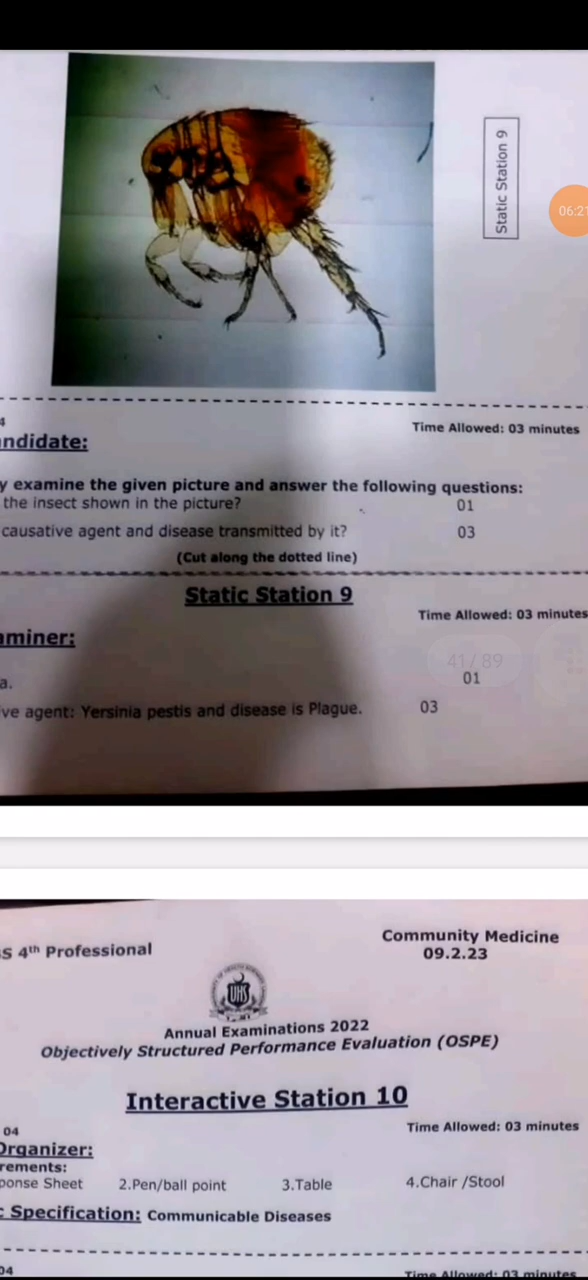 Static Station 9
06:21
4
ndidate:
Time Allowed: 03 minutes
y examine the given picture and answer the following questions:
the insect shown in the picture? 01
causative agent and disease transmitted by it? 03
(Cut along the dotted line)
Static Station 9
Time Allowed: 03 minutes
aminer:
41 / 89
a. 01
ve agent: Yersinia pestis and disease is Plague. 03
S 4th Professional
Community Medicine
09.2.23
UHS
Annual Examinations 2022
Objectively Structured Performance Evaluation (OSPE)
Interactive Station 10
04
Time Allowed: 03 minutes
Organizer:
rements:
ponse Sheet 2.Pen/ball point 3.Table 4.Chair /Stool
c Specification: Communicable Diseases
04
Time Allowed: 03 minutes